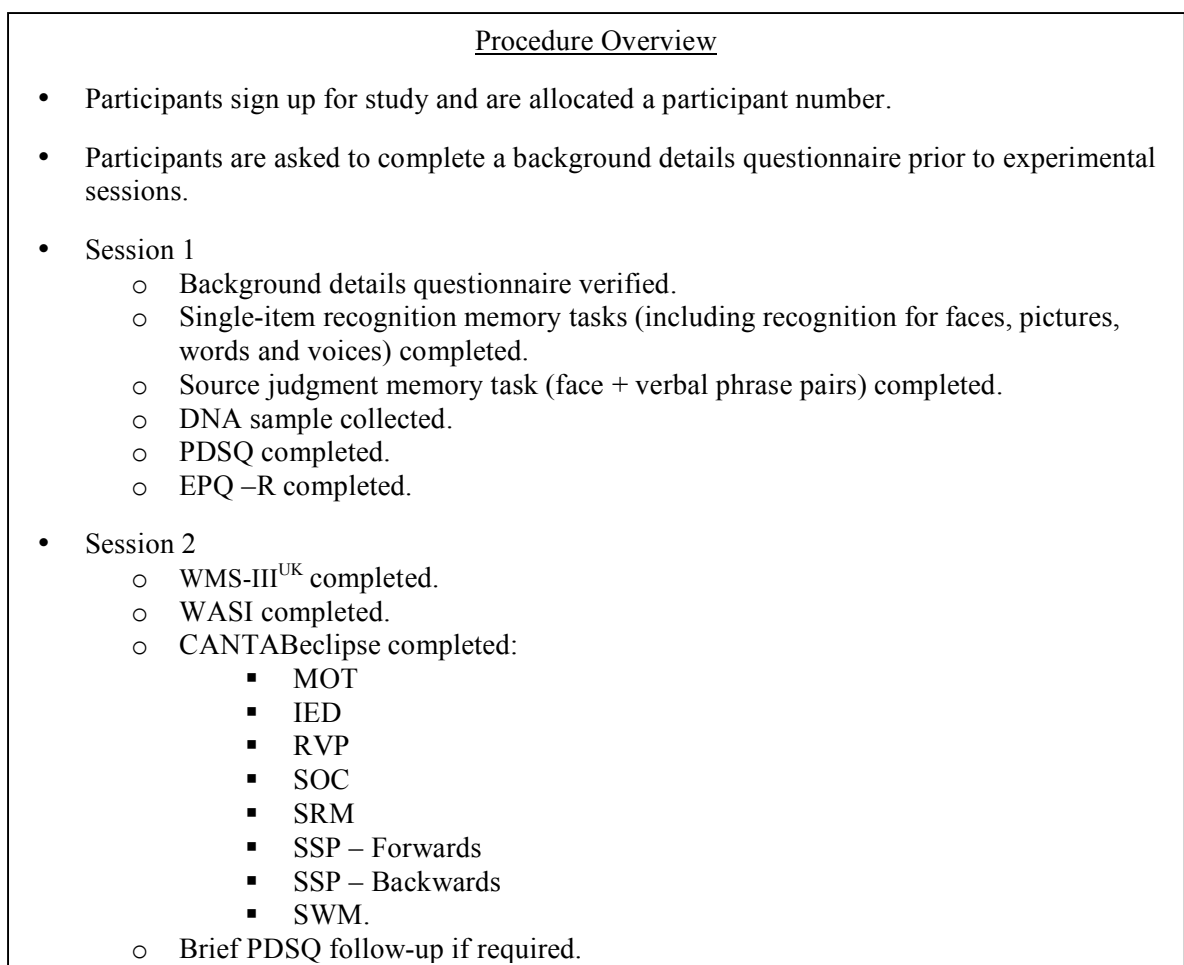 Procedure Overview
• Participants sign up for study and are allocated a participant number.
• Participants are asked to complete a background details questionnaire prior to experimental
sessions.
• Session 1
o Background details questionnaire verified.
o Single-item recognition memory tasks (including recognition for faces, pictures,
words and voices) completed.
o Source judgment memory task (face + verbal phrase pairs) completed.
o DNA sample collected.
o PDSQ completed.
o EPQ –R completed.
• Session 2
o WMS-III^UK completed.
o WASI completed.
o CANTABeclipse completed:
▪ MOT
▪ IED
▪ RVP
▪ SOC
▪ SRM
▪ SSP – Forwards
▪ SSP – Backwards
▪ SWM.
o Brief PDSQ follow-up if required.